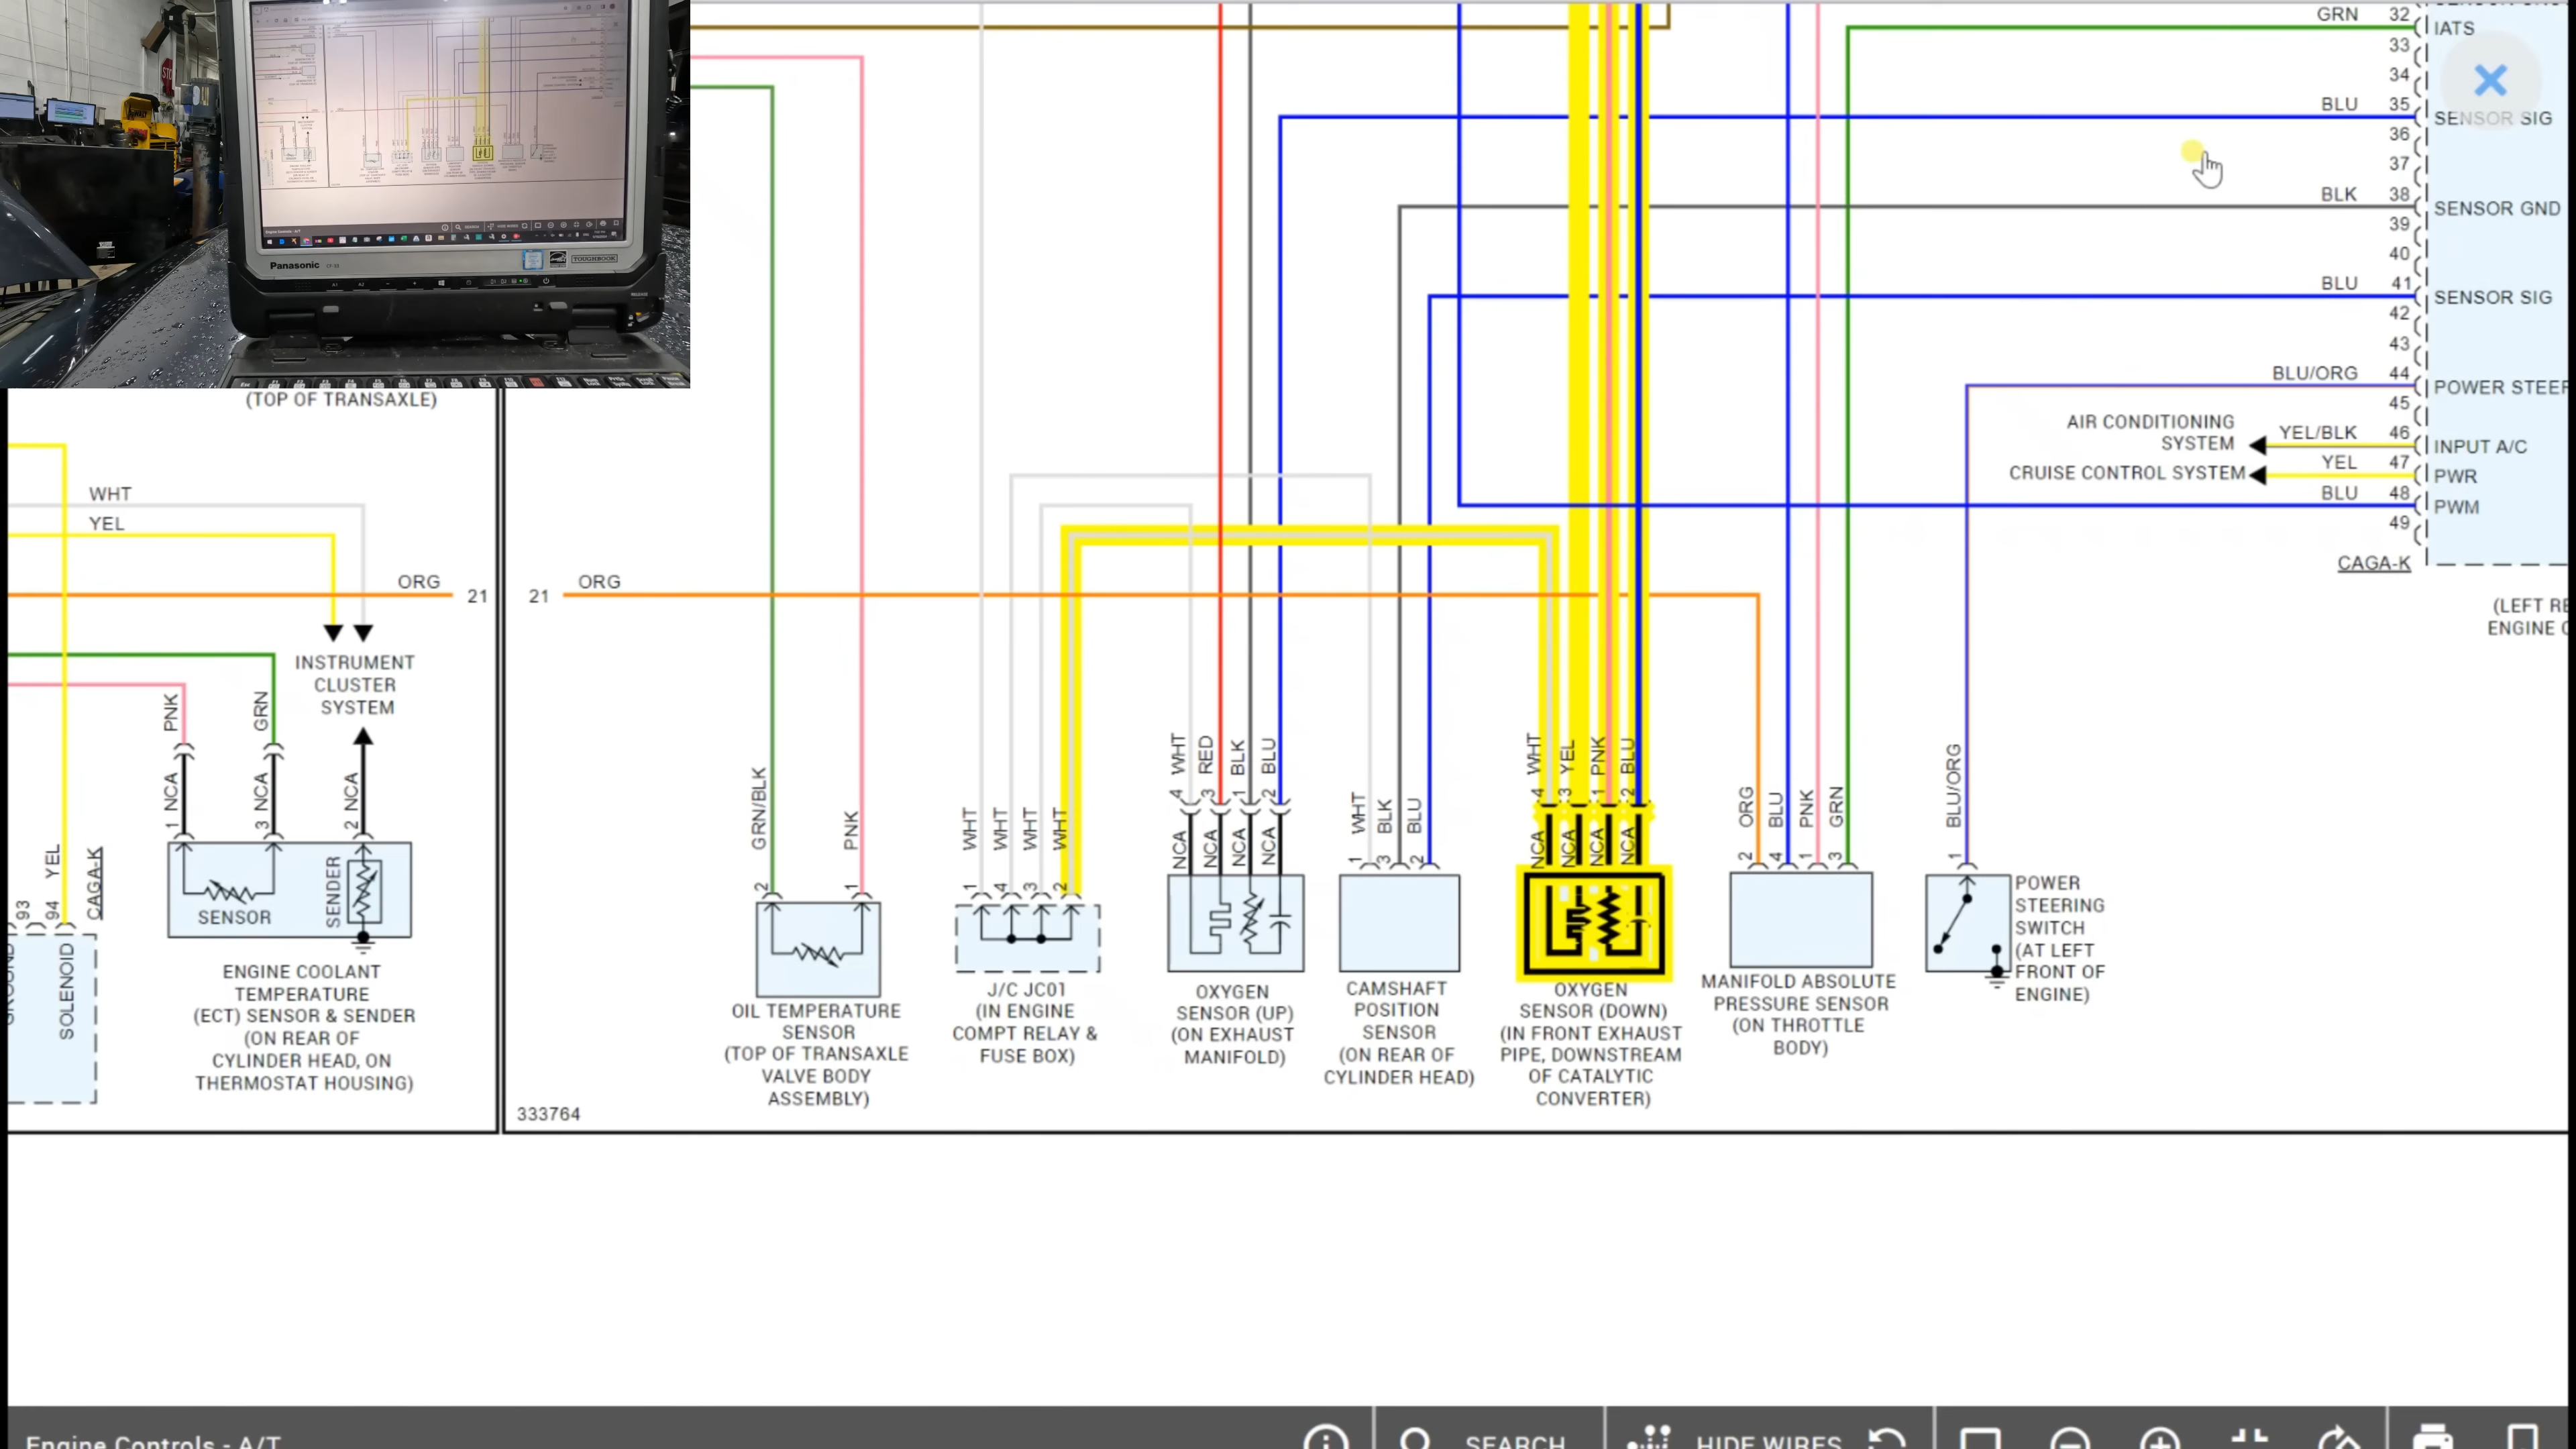 Panasonic
TOUGHBOOK
(TOP OF TRANSAXLE)
WHT
YEL
ORG 21
INSTRUMENT
CLUSTER
SYSTEM
PNK
GRN
1 NCA
3 NCA
2 NCA
SENSOR
SENDER
93
94 YEL
CAGA-K
SOLENOID
ENGINE COOLANT
TEMPERATURE
(ECT) SENSOR & SENDER
(ON REAR OF
CYLINDER HEAD, ON
THERMOSTAT HOUSING)
21 ORG
GRN/BLK
PNK
2
1
OIL TEMPERATURE
SENSOR
(TOP OF TRANSAXLE
VALVE BODY
ASSEMBLY)
333764
WHT WHT WHT WHT
1 4 3 2
J/C JC01
(IN ENGINE
COMPT RELAY &
FUSE BOX)
WHT RED BLK BLU
4 3 1 2
NCA NCA NCA NCA
OXYGEN
SENSOR (UP)
(ON EXHAUST
MANIFOLD)
WHT BLK BLU
1 3 2
CAMSHAFT
POSITION
SENSOR
(ON REAR OF
CYLINDER HEAD)
WHT YEL PNK BLU
4 3 1 2
NCA NCA NCA NCA
OXYGEN
SENSOR (DOWN)
(IN FRONT EXHAUST
PIPE, DOWNSTREAM
OF CATALYTIC
CONVERTER)
ORG BLU PNK GRN
2 4 1 3
MANIFOLD ABSOLUTE
PRESSURE SENSOR
(ON THROTTLE
BODY)
BLU/ORG
1
POWER
STEERING
SWITCH
(AT LEFT
FRONT OF
ENGINE)
GRN 32 IATS
33
34
BLU 35 SENSOR SIG
36
37
BLK 38 SENSOR GND
39
40
BLU 41 SENSOR SIG
42
43
BLU/ORG 44 POWER STEER
45
AIR CONDITIONING
SYSTEM YEL/BLK 46 INPUT A/C
CRUISE CONTROL SYSTEM YEL 47 PWR
BLU 48 PWM
49
CAGA-K
(LEFT RE
ENGINE C
Engine Controls - A/T
SEARCH
HIDE WIRES